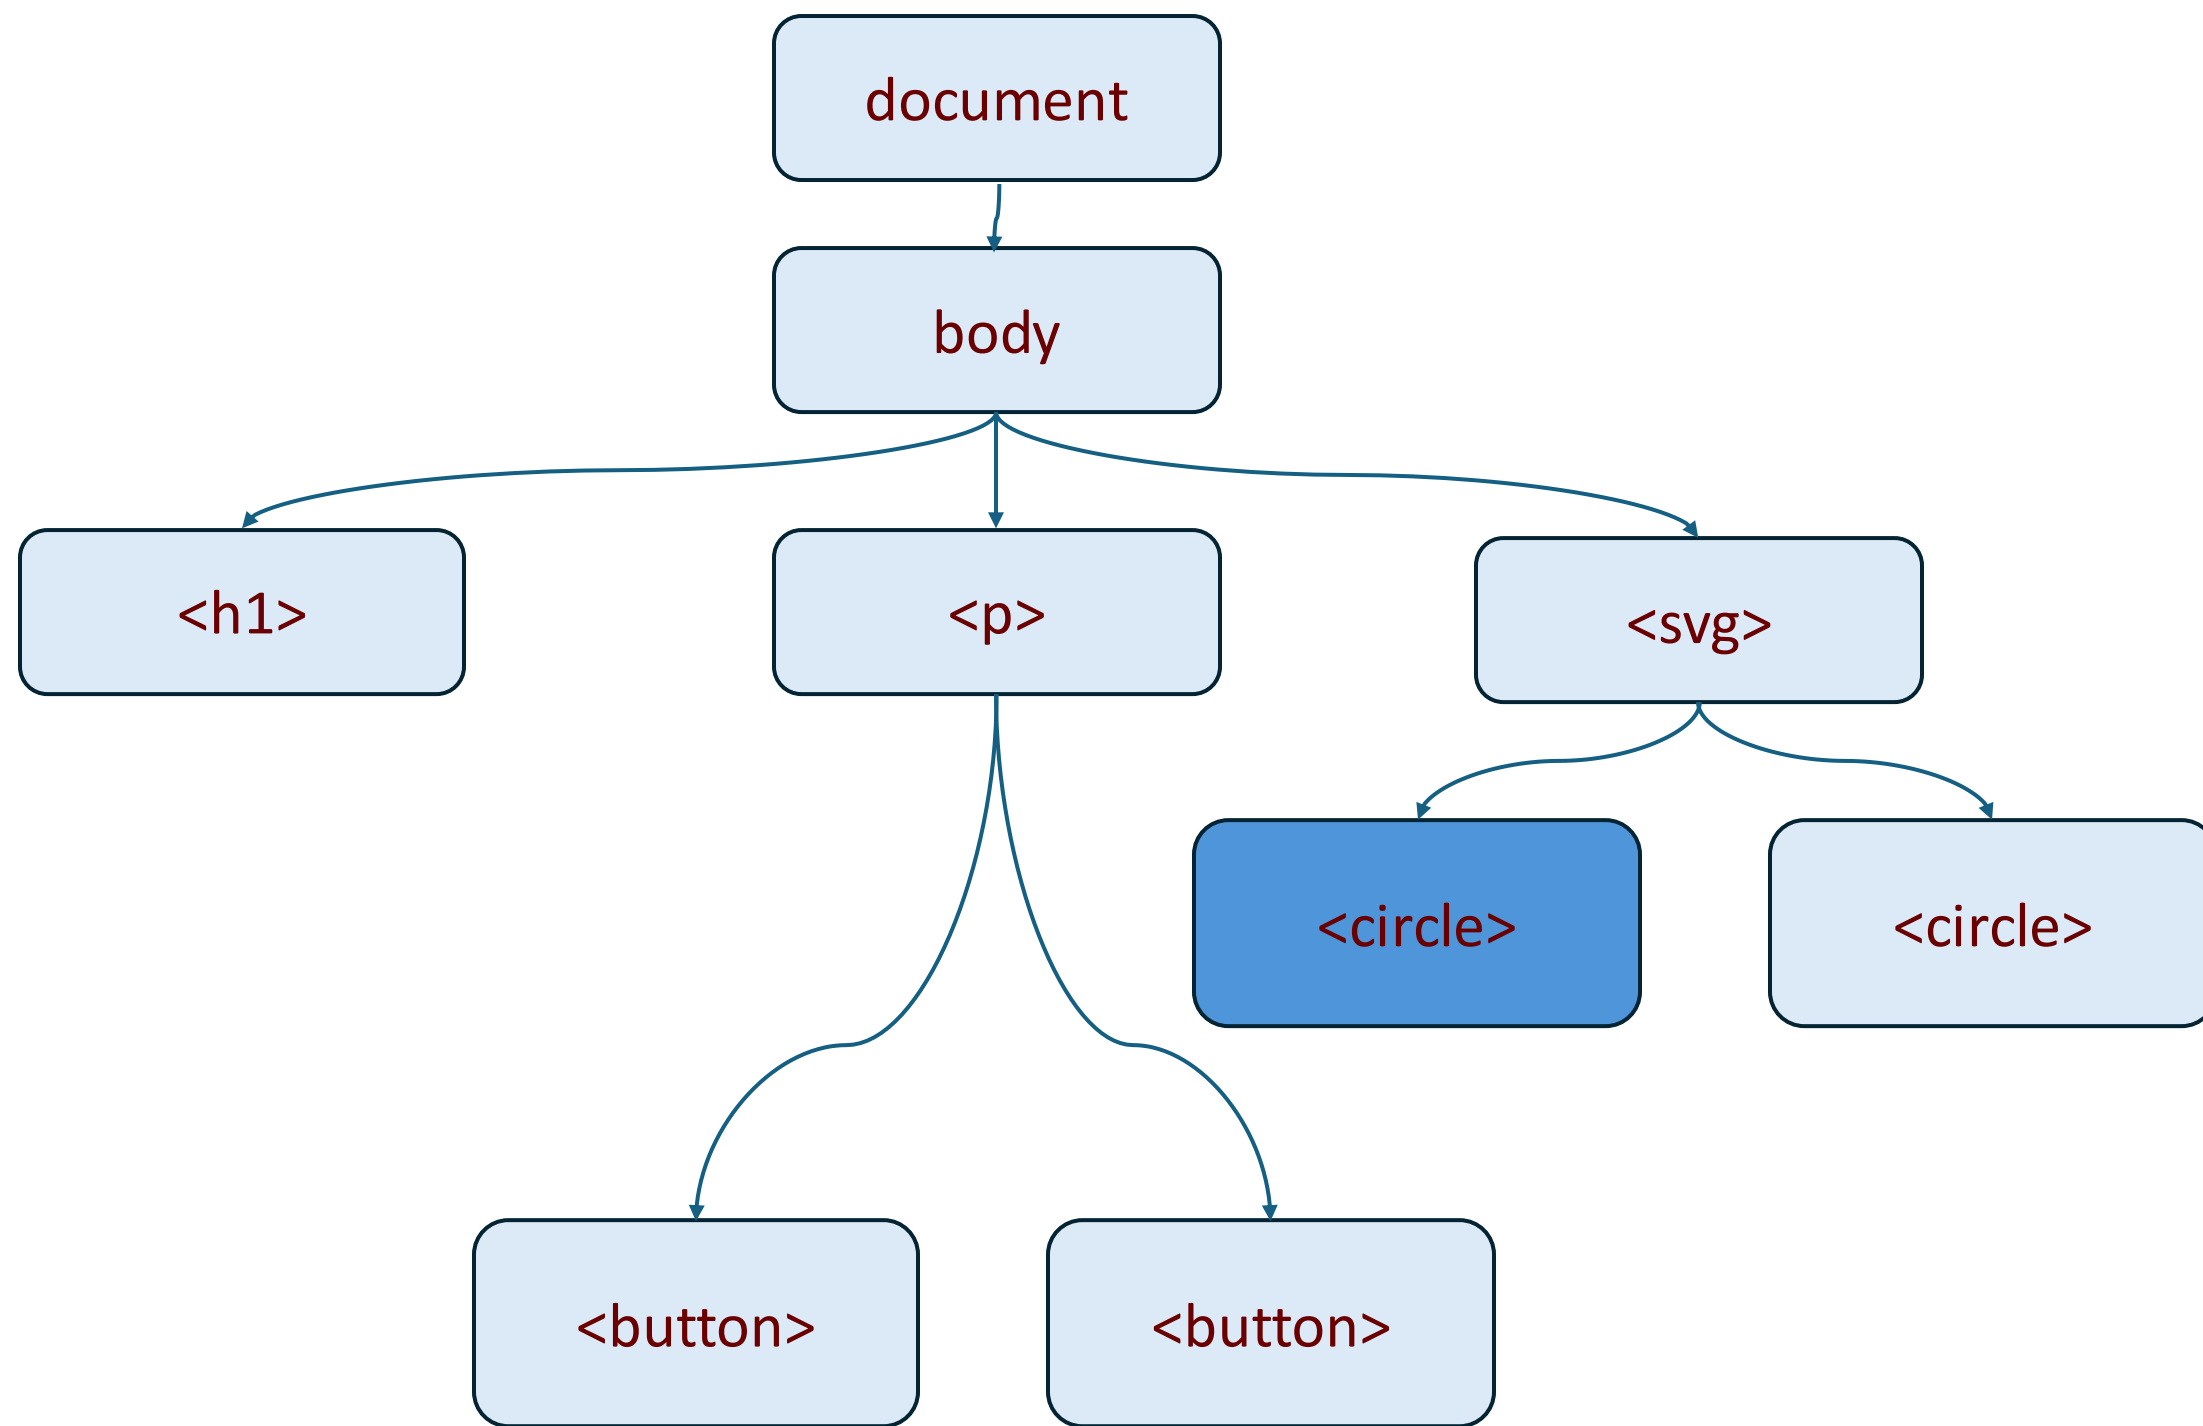 document
body
<h1>
<p>
<svg>
<circle>
<circle>
<button>
<button>